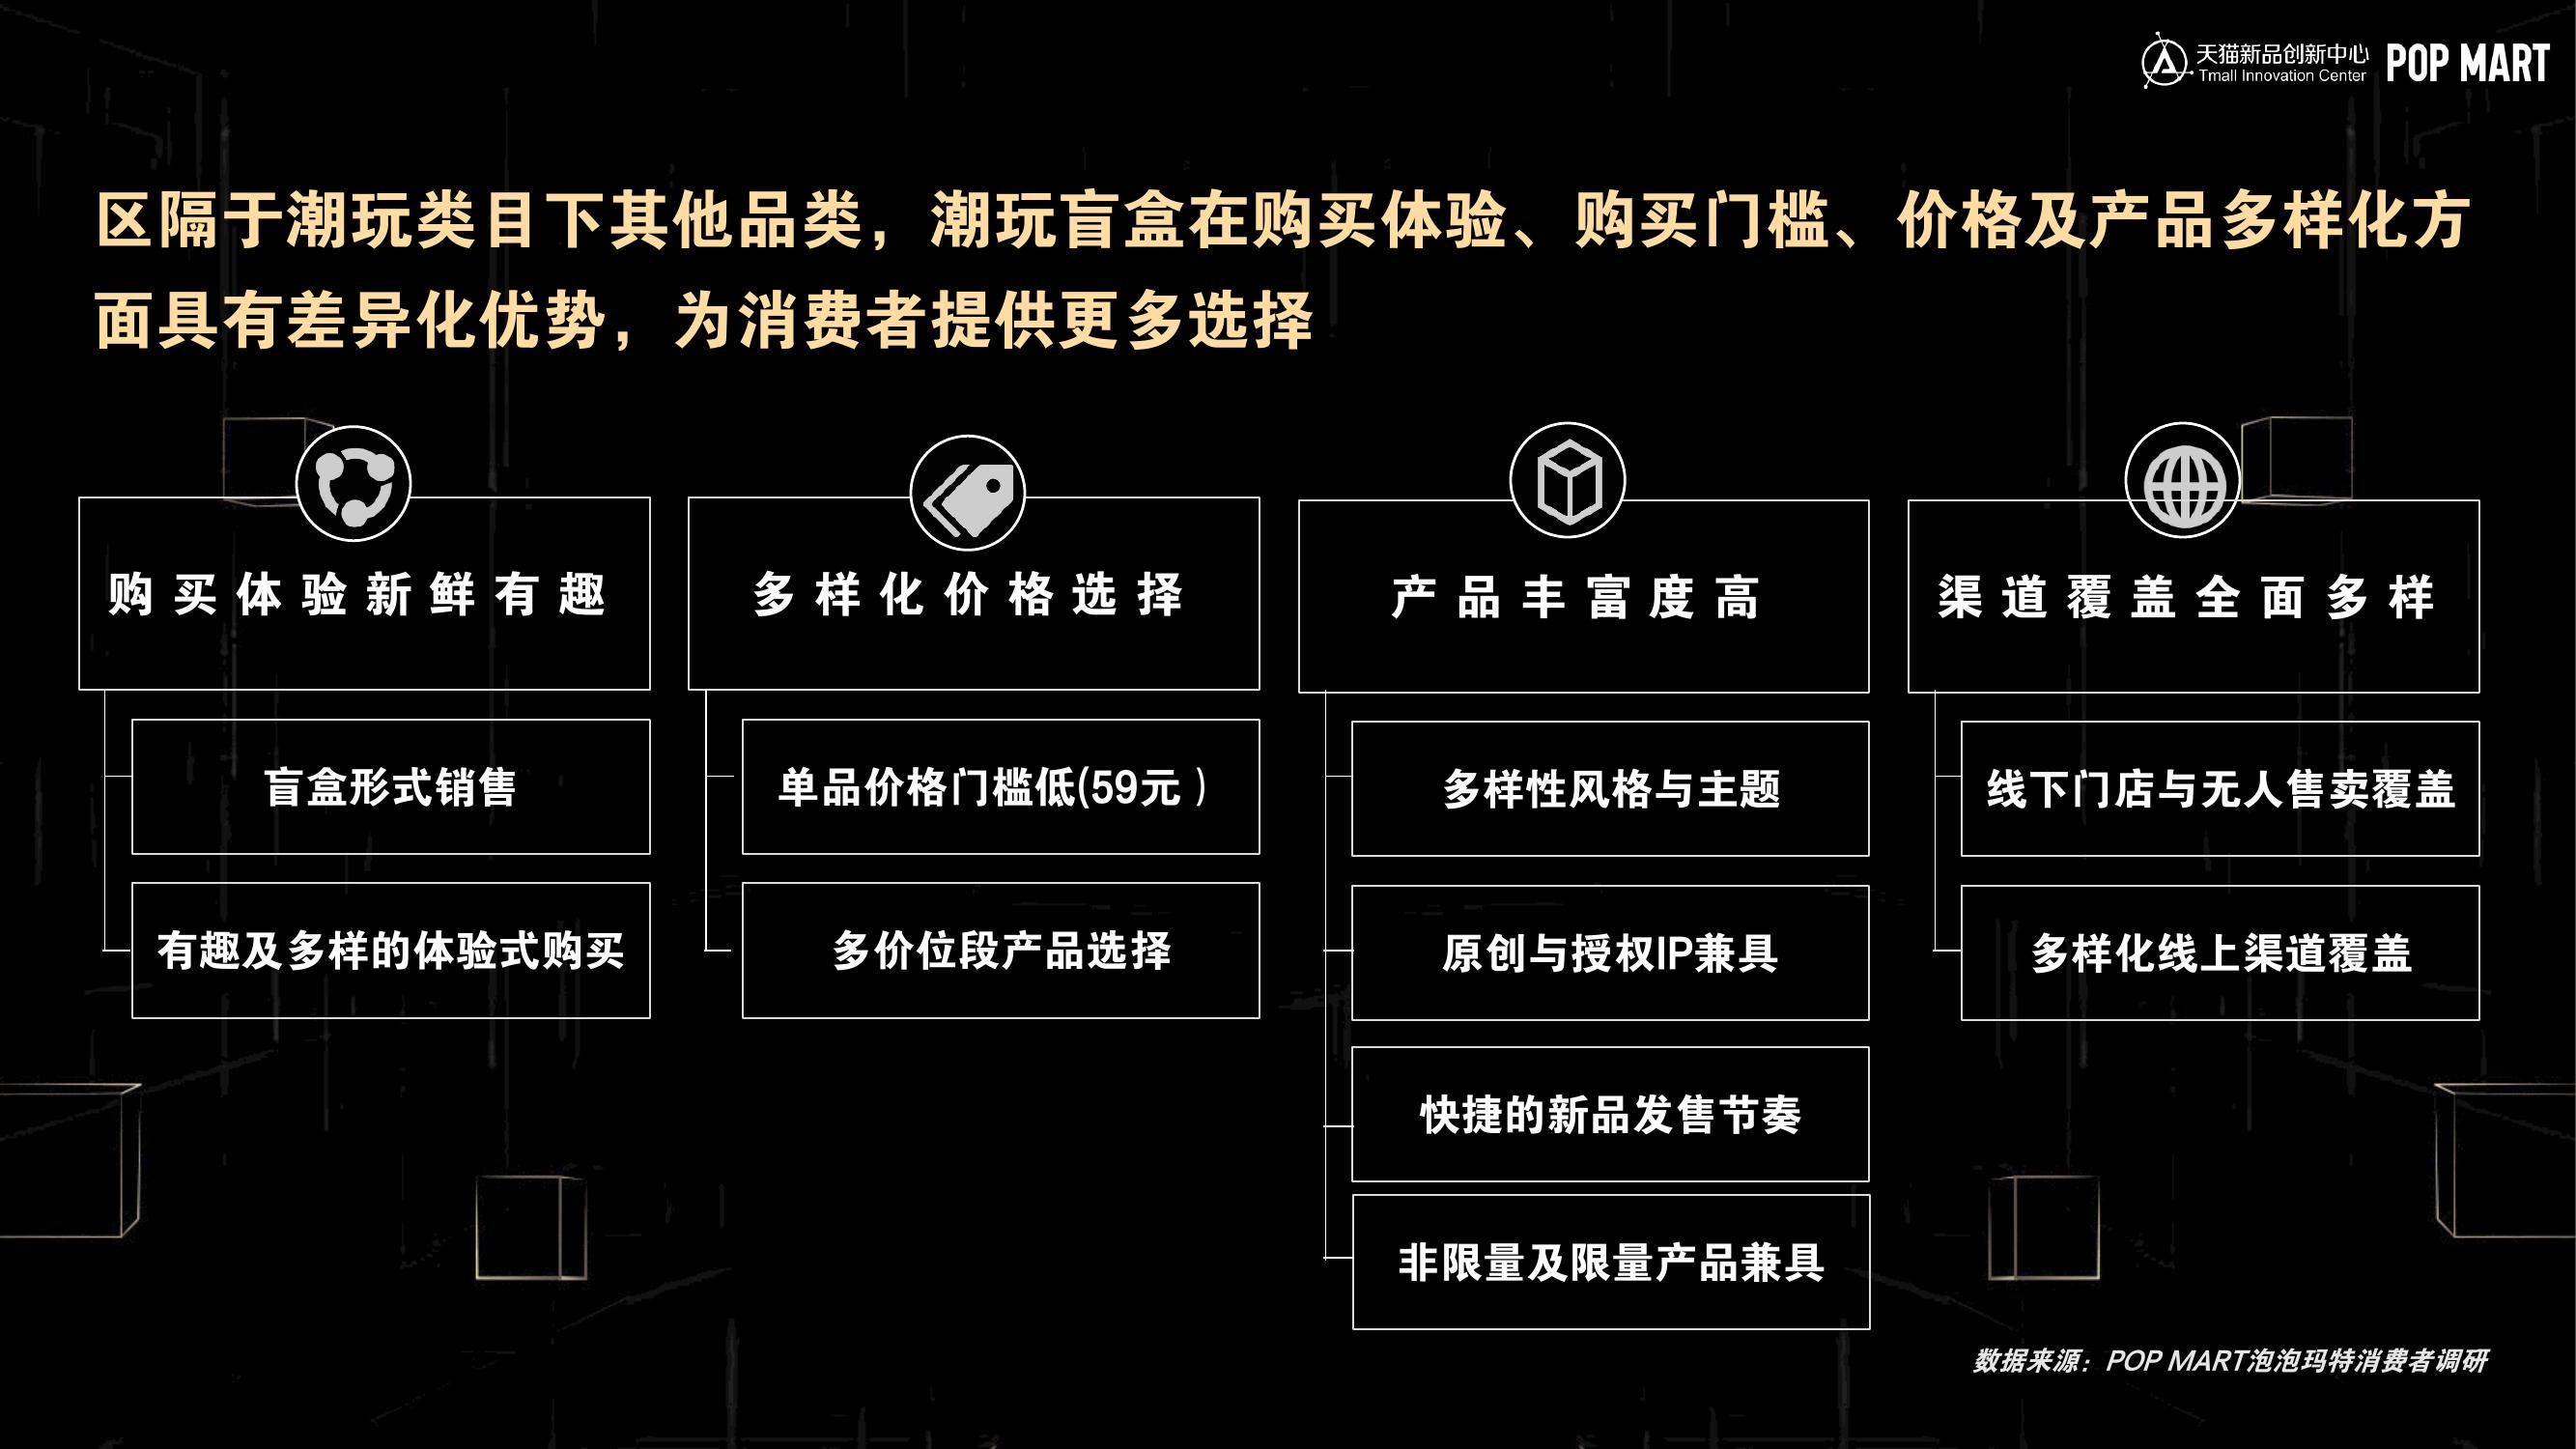 天猫新品创新中心
Tmall Innovation Center
POP MART
区隔于潮玩类目下其他品类，潮玩盲盒在购买体验、购买门槛、价格及产品多样化方
面具有差异化优势，为消费者提供更多选择
购买体验新鲜有趣
盲盒形式销售
有趣及多样的体验式购买
多样化价格选择
单品价格门槛低(59元 )
多价位段产品选择
产品丰富度高
多样性风格与主题
原创与授权IP兼具
快捷的新品发售节奏
非限量及限量产品兼具
渠道覆盖全面多样
线下门店与无人售卖覆盖
多样化线上渠道覆盖
数据来源：POP MART泡泡玛特消费者调研